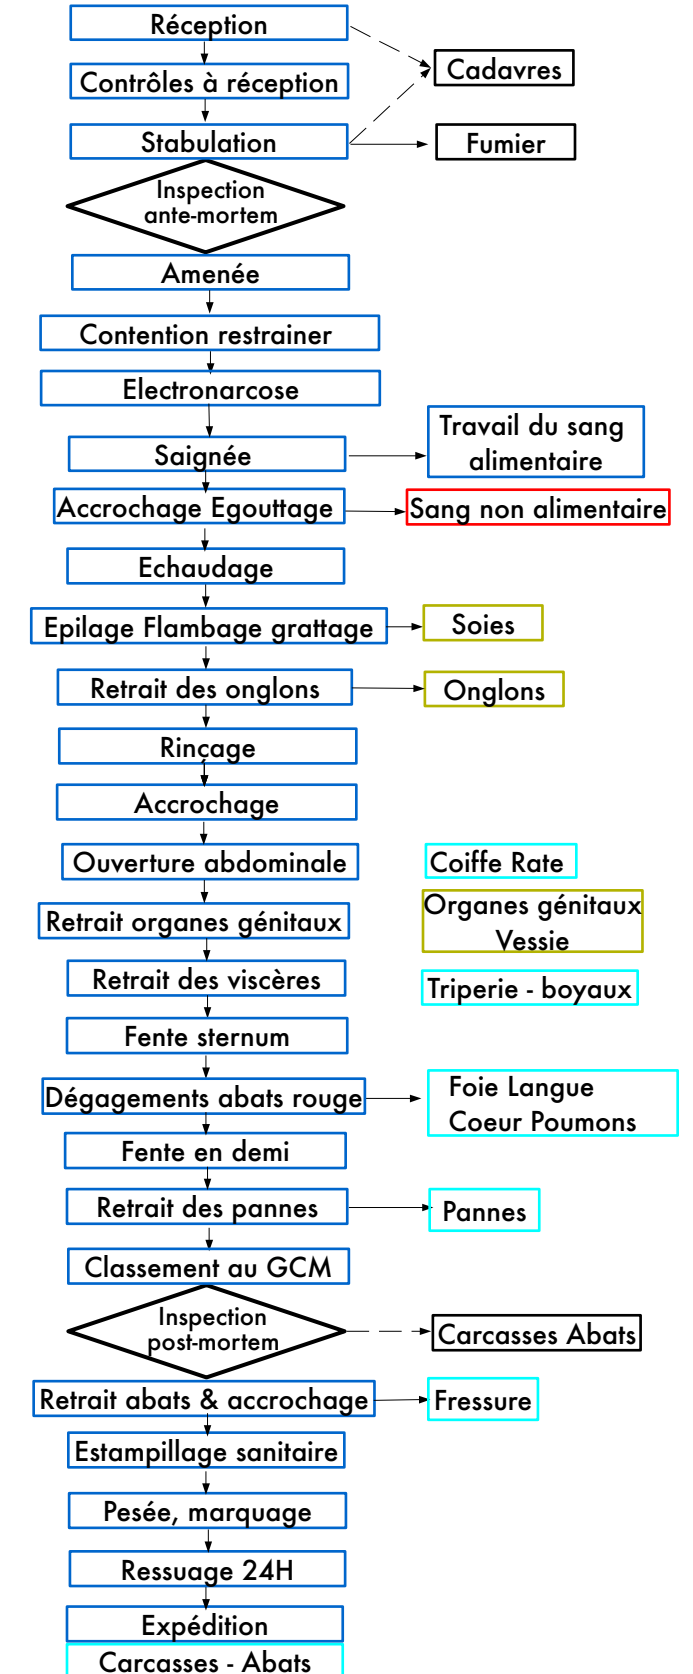 Réception
Cadavres
Contrôles à réception
Stabulation
Fumier
Inspection
ante-mortem
Amenée
Contention restrainer
Electronarcose
Travail du sang
alimentaire
Saignée
Accrochage Egouttage
Sang non alimentaire
Echaudage
Epilage Flambage grattage
Soies
Retrait des onglons
Onglons
Rinçage
Accrochage
Ouverture abdominale
Coiffe Rate
Retrait organes génitaux
Organes génitaux
Vessie
Retrait des viscères
Triperie - boyaux
Fente sternum
Dégagements abats rouge
Foie Langue
Coeur Poumons
Fente en demi
Retrait des pannes
Pannes
Classement au GCM
Inspection
post-mortem
Carcasses Abats
Retrait abats & accrochage
Fressure
Estampillage sanitaire
Pesée, marquage
Ressuage 24H
Expédition
Carcasses - Abats